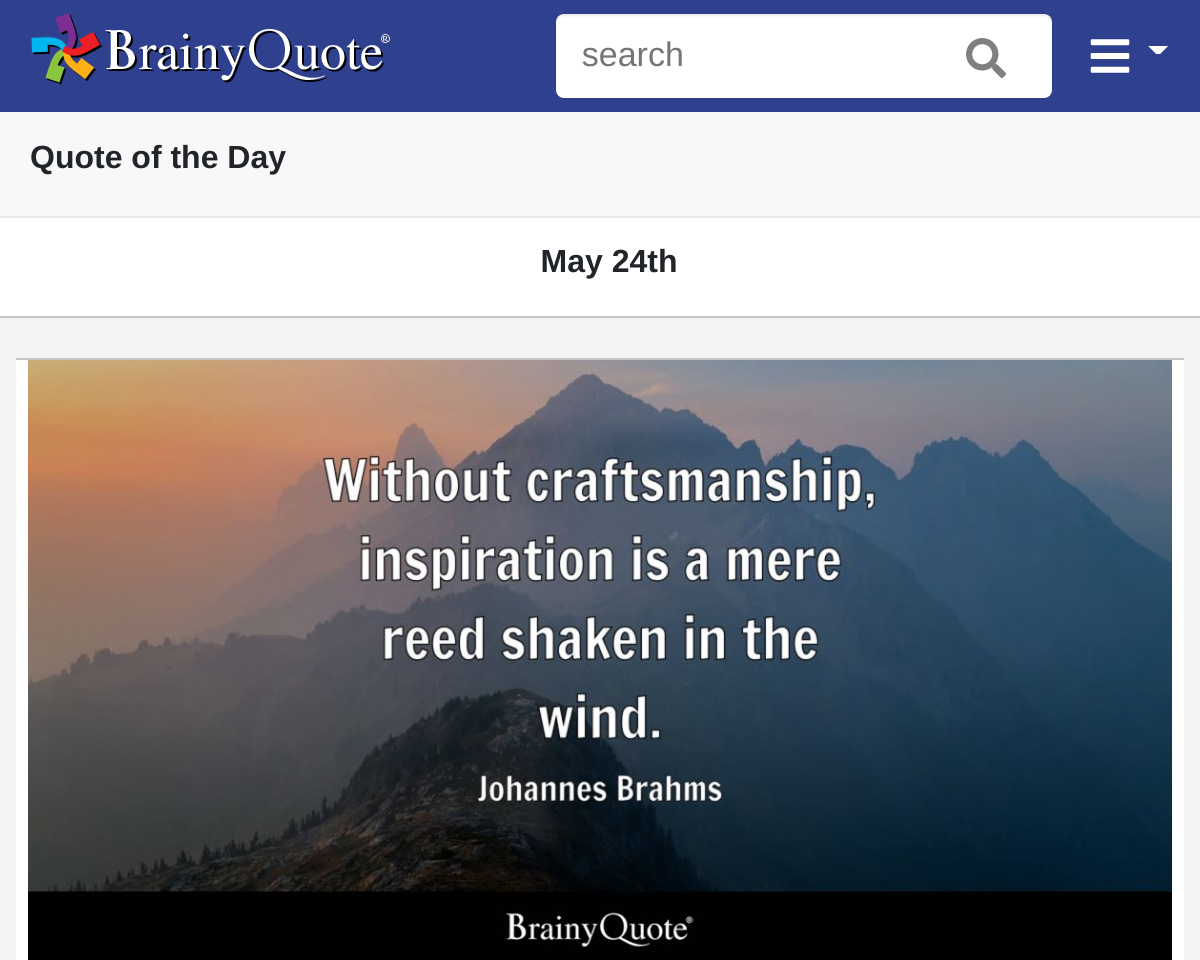 BrainyQuote®
search
Quote of the Day
May 24th
Without craftsmanship,
inspiration is a mere
reed shaken in the
wind.
Johannes Brahms
BrainyQuote®